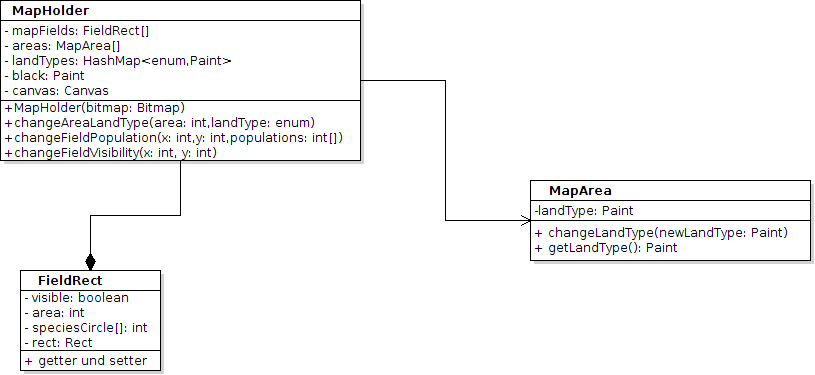 MapHolder
- mapFields: FieldRect[]
- areas: MapArea[]
- landTypes: HashMap<enum,Paint>
- black: Paint
- canvas: Canvas
+MapHolder(bitmap: Bitmap)
+changeAreaLandType(area: int,landType: enum)
+changeFieldPopulation(x: int,y: int,populations: int[])
+changeFieldVisibility(x: int, y: int)
MapArea
-landType: Paint
+ changeLandType(newLandType: Paint)
+ getLandType(): Paint
FieldRect
- visible: boolean
- area: int
- speciesCircle[]: int
- rect: Rect
+ getter und setter